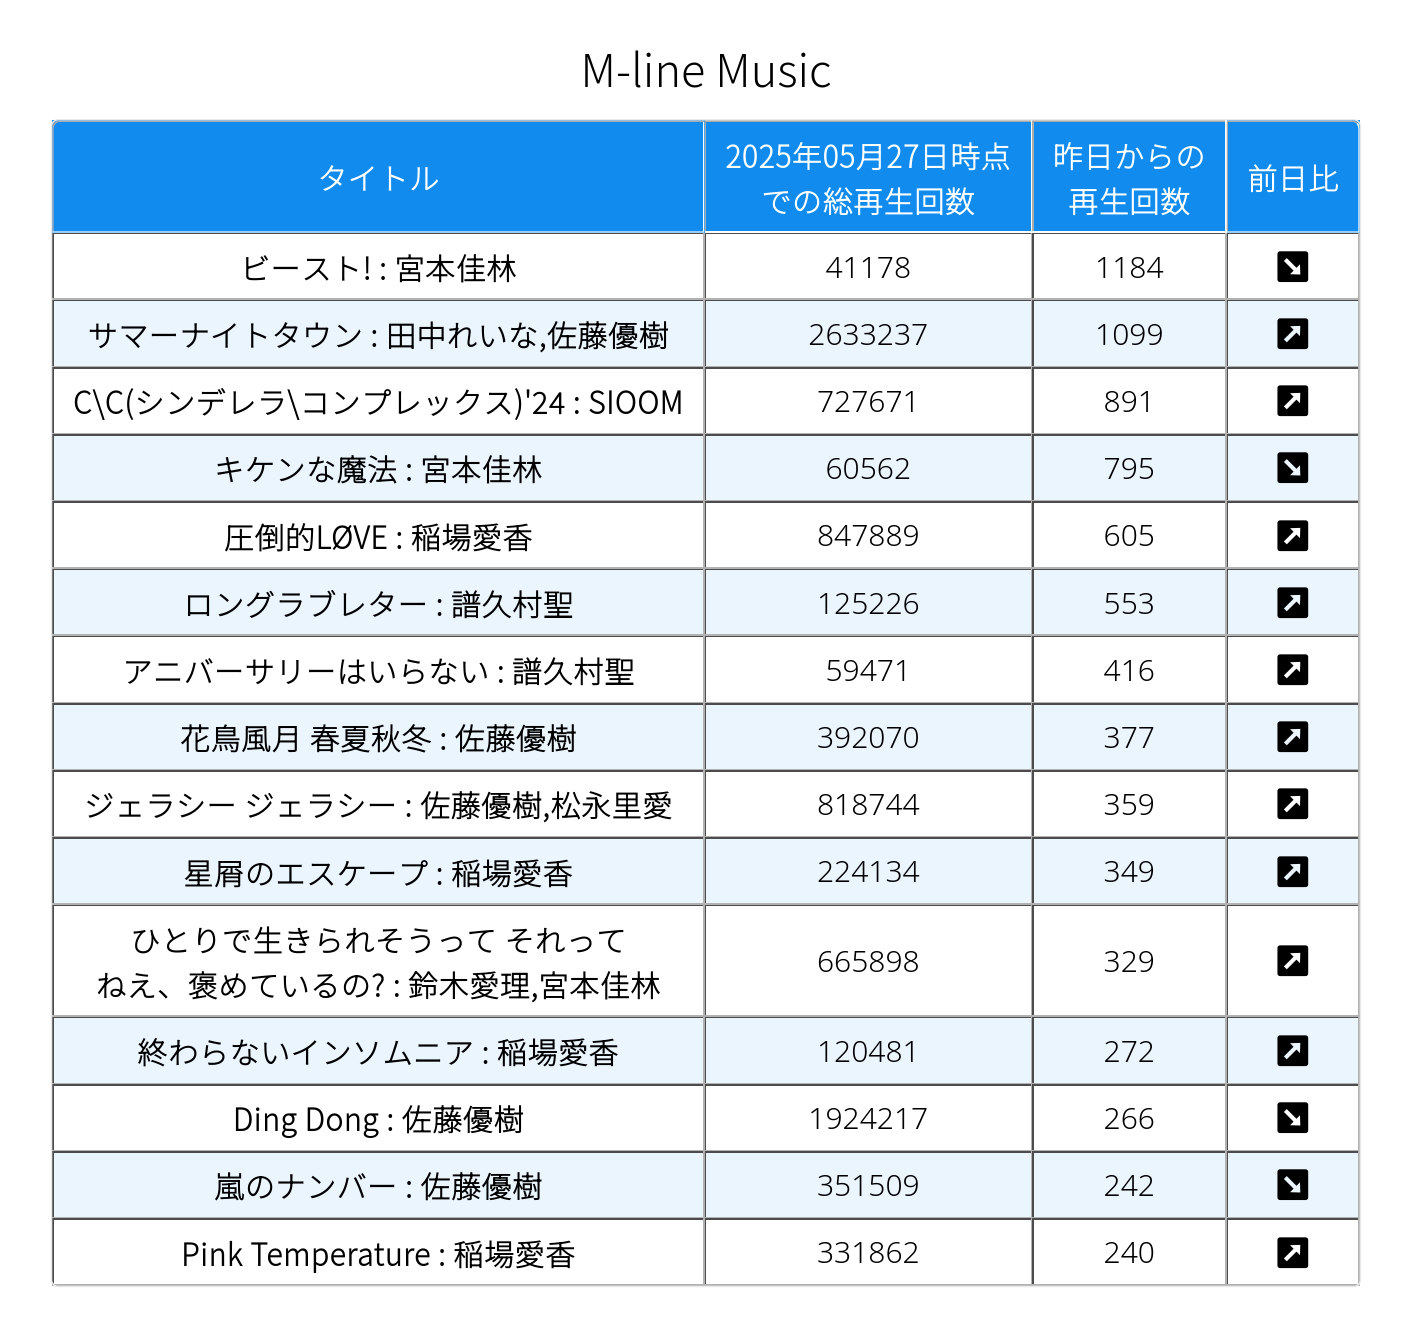 M-line Music
タイトル
2025年05月27日時点
での総再生回数
昨日からの
再生回数
前日比
ビースト! : 宮本佳林 41178 1184 ↘
サマーナイトタウン : 田中れいな,佐藤優樹 2633237 1099 ↗
C\C(シンデレラ\コンプレックス)'24 : SIOOM 727671 891 ↗
キケンな魔法 : 宮本佳林 60562 795 ↘
圧倒的LØVE : 稲場愛香 847889 605 ↗
ロングラブレター : 譜久村聖 125226 553 ↗
アニバーサリーはいらない : 譜久村聖 59471 416 ↗
花鳥風月 春夏秋冬 : 佐藤優樹 392070 377 ↗
ジェラシー ジェラシー : 佐藤優樹,松永里愛 818744 359 ↗
星屑のエスケープ : 稲場愛香 224134 349 ↗
ひとりで生きられそうって それって
ねえ、褒めているの? : 鈴木愛理,宮本佳林 665898 329 ↗
終わらないインソムニア : 稲場愛香 120481 272 ↗
Ding Dong : 佐藤優樹 1924217 266 ↘
嵐のナンバー : 佐藤優樹 351509 242 ↘
Pink Temperature : 稲場愛香 331862 240 ↗